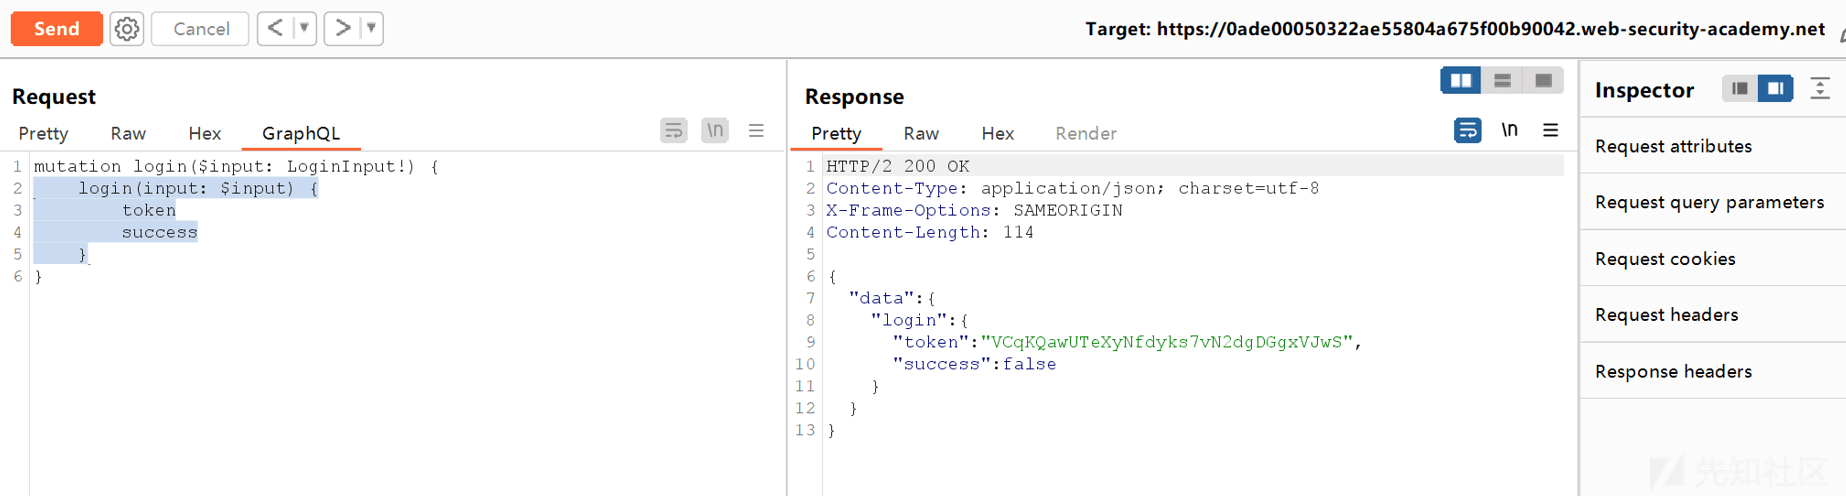 Send
Cancel
Target: https://0ade00050322ae55804a675f00b90042.web-security-academy.net
Request
Pretty Raw Hex GraphQL
\n
1 mutation login($input: LoginInput!) {
2 login(input: $input) {
3 token
4 success
5 }
6 }
Response
Pretty Raw Hex Render
\n
1 HTTP/2 200 OK
2 Content-Type: application/json; charset=utf-8
3 X-Frame-Options: SAMEORIGIN
4 Content-Length: 114
5
6 {
7 "data":{
8 "login":{
9 "token":"VCqKQawUTeXyNfdyks7vN2dgDGgxVJwS",
10 "success":false
11 }
12 }
13 }
Inspector
Request attributes
Request query parameters
Request cookies
Request headers
Response headers
先知社区